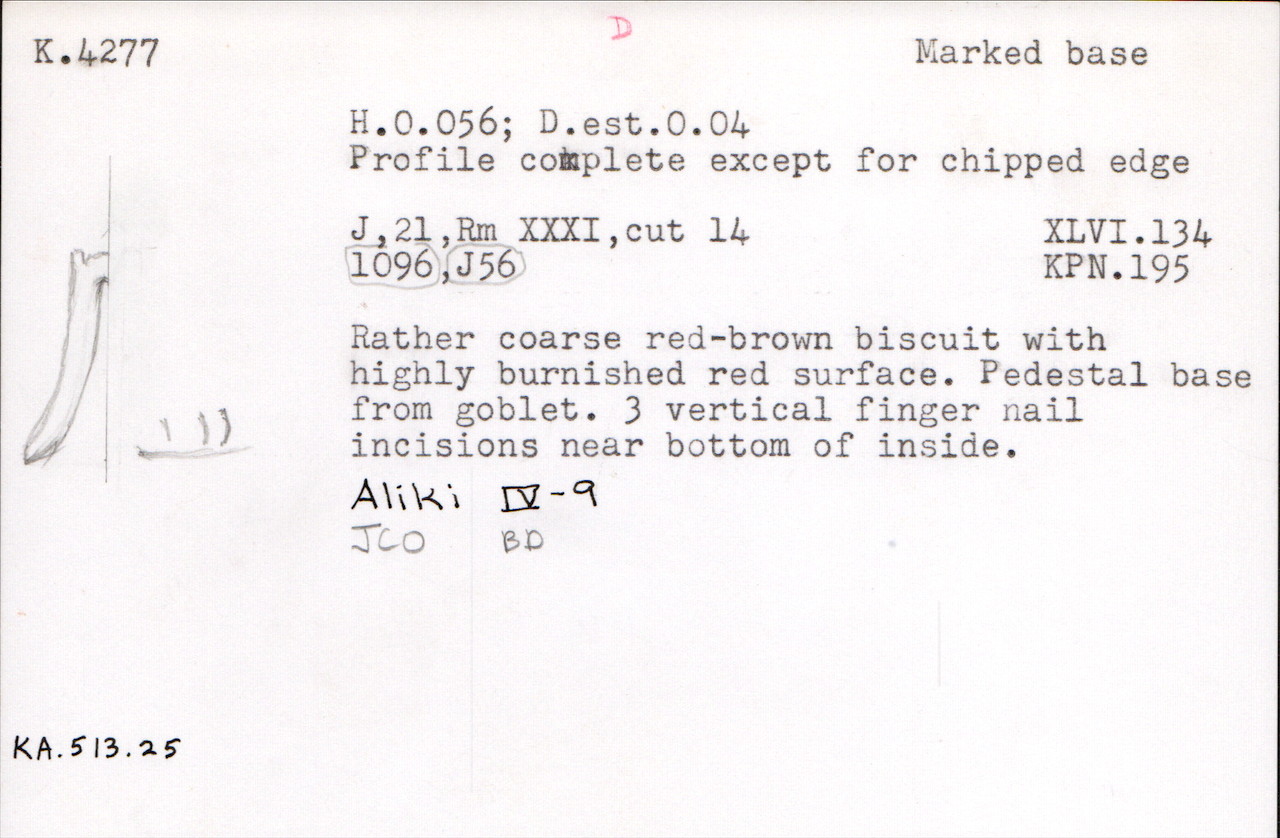 D
K.4277 Marked base
H.0.056; D.est.0.04
Profile complete except for chipped edge
J,21,Rm XXXI,cut 14 XLVI.134
1096,J56 KPN.195
Rather coarse red-brown biscuit with
highly burnished red surface. Pedestal base
from goblet. 3 vertical finger nail
incisions near bottom of inside.
Aliki IV-9
JCO BD
KA.513.25